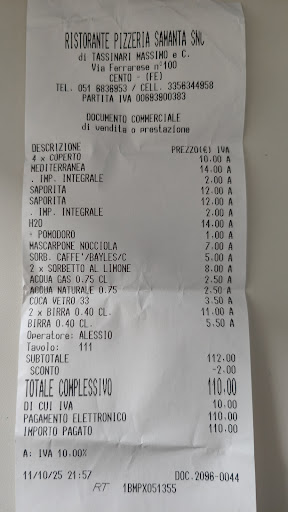 RISTORANTE PIZZERIA SAMANTA SNC
di TASSINARI MASSIMO e C.
Via Ferrarese n°100
CENTO - (FE)
TEL. 051 6836953 / CELL. 3356344958
PARTITA IVA 00693900383
DOCUMENTO COMMERCIALE
di vendita o prestazione
DESCRIZIONE PREZZO(€) IVA
4 x COPERTO 10.00 A
MEDITERRANEA 14.00 A
. IMP. INTEGRALE 2.00 A
SAPORITA 12.00 A
SAPORITA 12.00 A
. IMP. INTEGRALE 2.00 A
H2O 14.00 A
+ POMODORO 1.00 A
MASCARPONE NOCCIOLA 7.00 A
SORB. CAFFE'/BAYLES/C 5.00 A
2 x SORBETTO AL LIMONE 8.00 A
ACQUA GAS 0.75 CL 2.50 A
ACQUA NATURALE 0.75 2.50 A
COCA VETRO 33 3.50 A
2 x BIRRA 0.40 CL. 11.00 A
BIRRA 0.40 CL. 5.50 A
Operatore: ALESSIO
Tavolo: 111
SUBTOTALE 112.00
SCONTO -2.00
TOTALE COMPLESSIVO 110.00
DI CUI IVA 10.00
PAGAMENTO ELETTRONICO 110.00
IMPORTO PAGATO 110.00
A: IVA 10.00%
11/10/25 21:57 DOC.2096-0044
RT 1BMPX051355